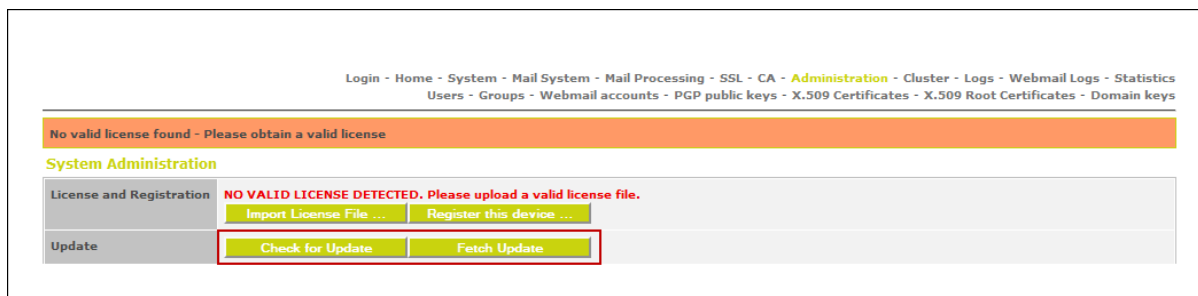 Login - Home - System - Mail System - Mail Processing - SSL - CA - Administration - Cluster - Logs - Webmail Logs - Statistics
Users - Groups - Webmail accounts - PGP public keys - X.509 Certificates - X.509 Root Certificates - Domain keys
No valid license found - Please obtain a valid license
System Administration
License and Registration NO VALID LICENSE DETECTED. Please upload a valid license file.
Import License File ... Register this device ...
Update Check for Update Fetch Update